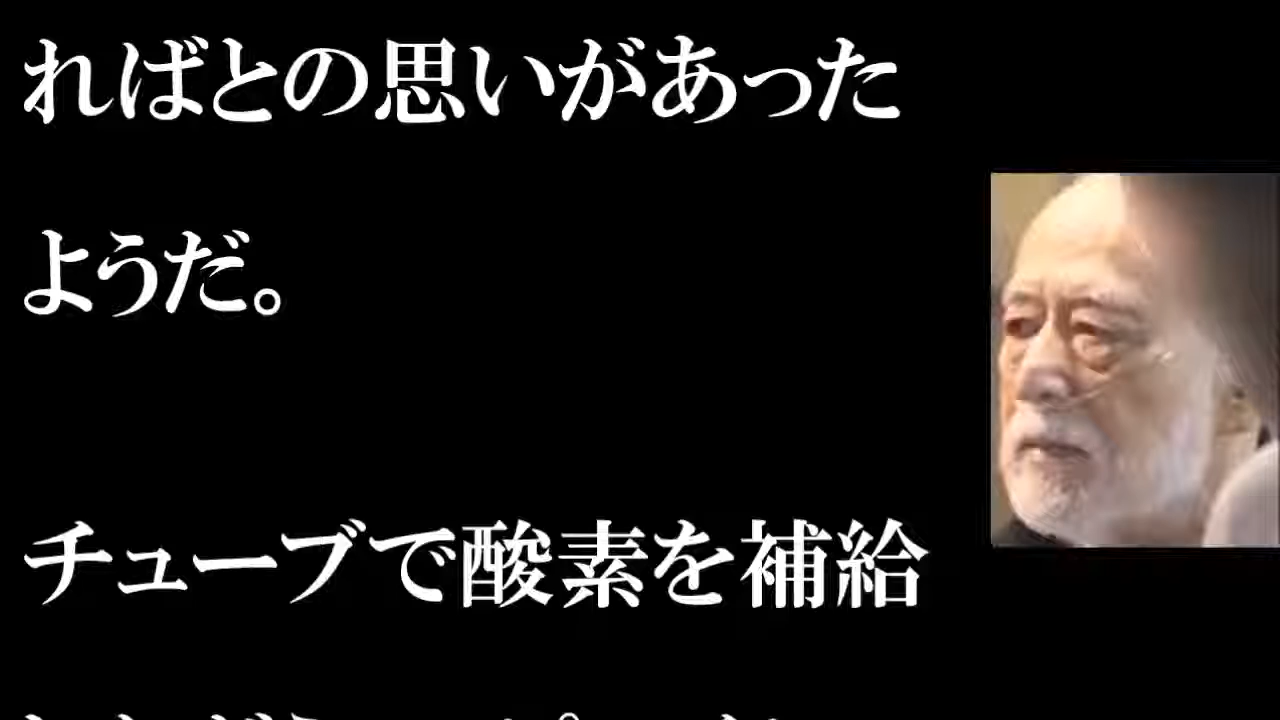 ればとの思いがあった
ようだ。
チューブで酸素を補給